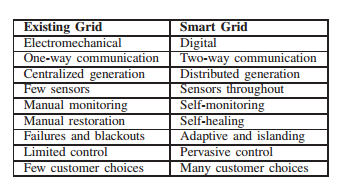 Existing Grid Smart Grid
Electromechanical Digital
One-way communication Two-way communication
Centralized generation Distributed generation
Few sensors Sensors throughout
Manual monitoring Self-monitoring
Manual restoration Self-healing
Failures and blackouts Adaptive and islanding
Limited control Pervasive control
Few customer choices Many customer choices